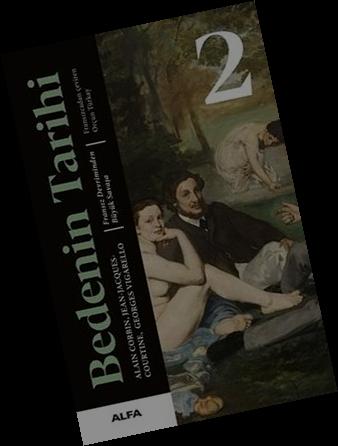 2
Bedenin Tarihi
Fransız Devriminden
Büyük Savaşa
Fransızcadan çeviren
Orçun Türkay
ALAIN CORBIN, JEAN-JACQUES-
COURTINE, GEORGES VIGARELLO
ALFA